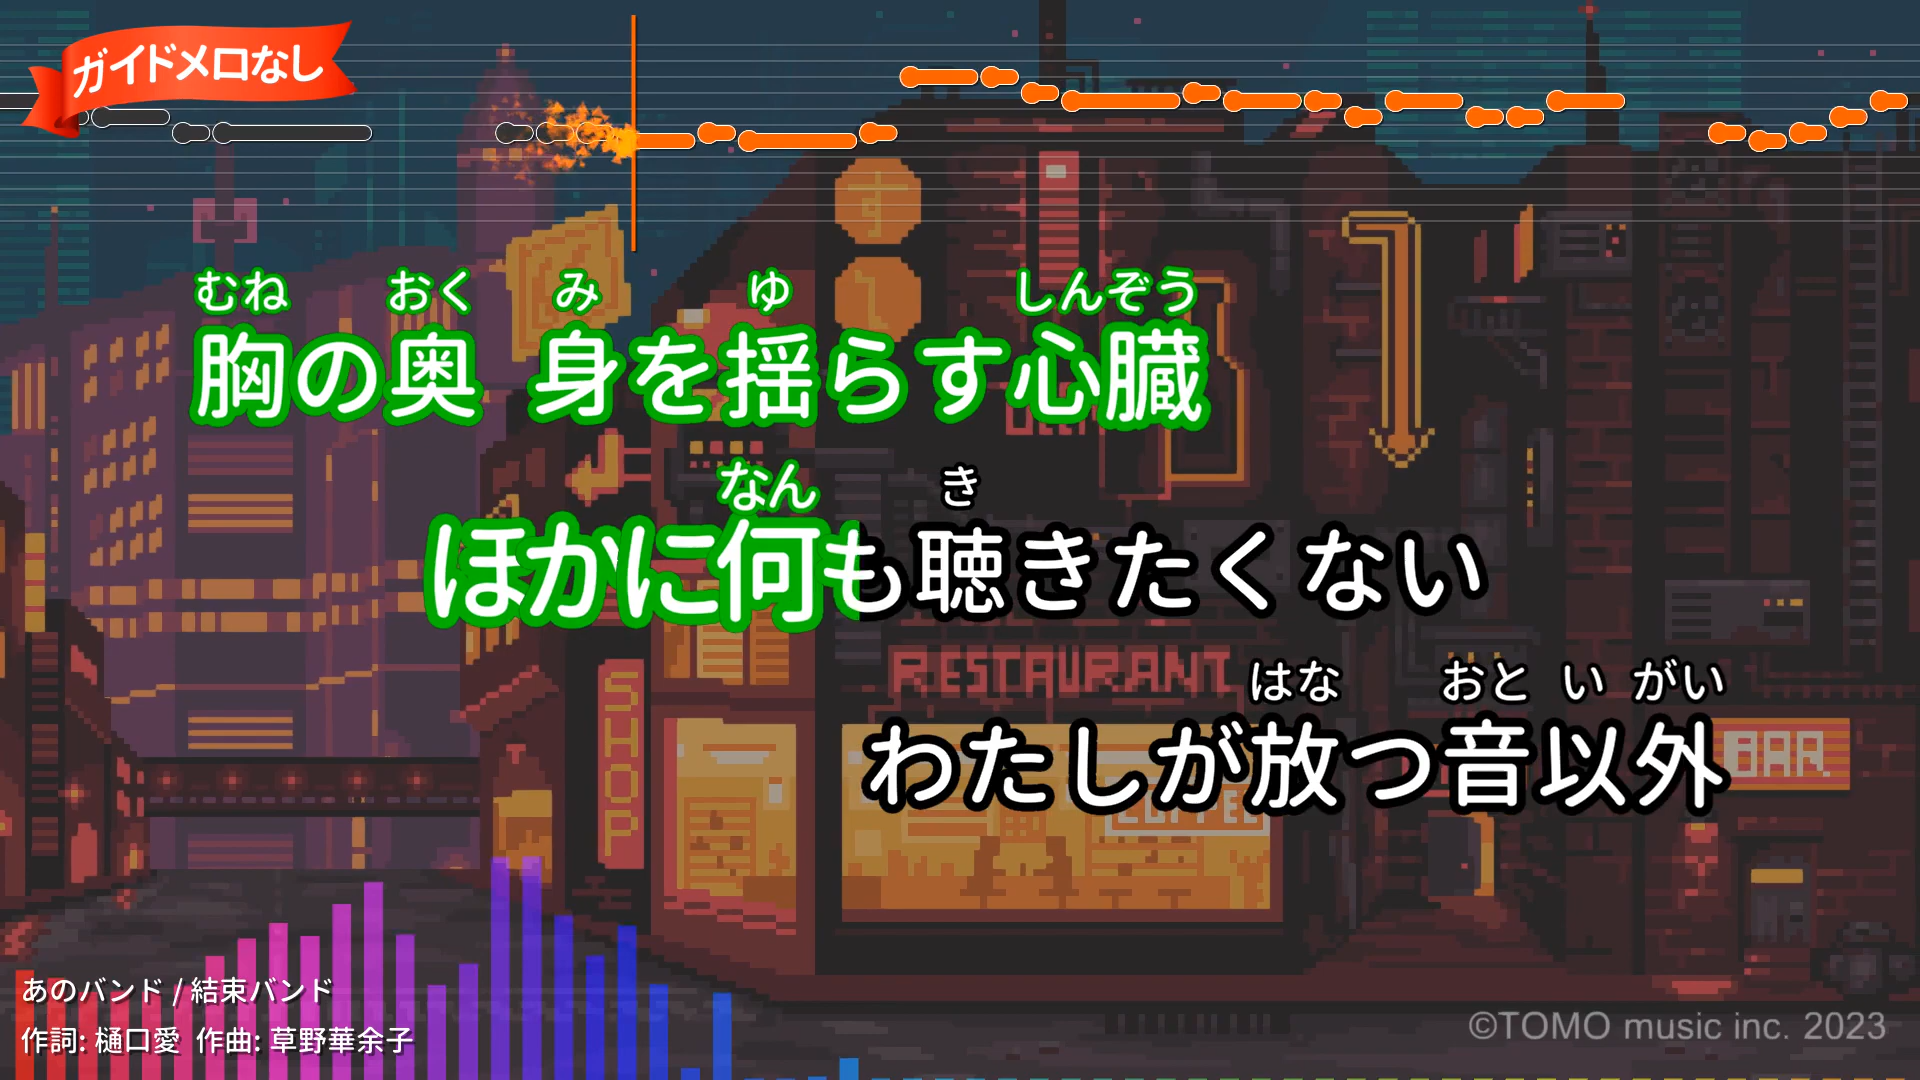 ガイドメロなし
むね おく み ゆ しんぞう
胸の奥 身を揺らす心臓
なん き
ほかに何も聴きたくない
RESTAURANT
はな おと い がい
わたしが放つ音以外
SHOP
BAR.
COFFEE
あのバンド / 結束バンド
作詞: 樋口愛 作曲: 草野華余子
©TOMO music inc. 2023